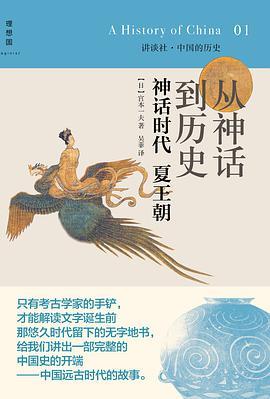 理想国
A History of China 01
讲谈社·中国的历史
从神话
到历史
神话时代 夏王朝
【日】宫本一夫 著
吴菲 译
只有考古学家的手铲，
才能解读文字诞生前
那悠久时代留下的无字地书，
给我们讲出一部完整的
中国史的开端
——中国远古时代的故事。